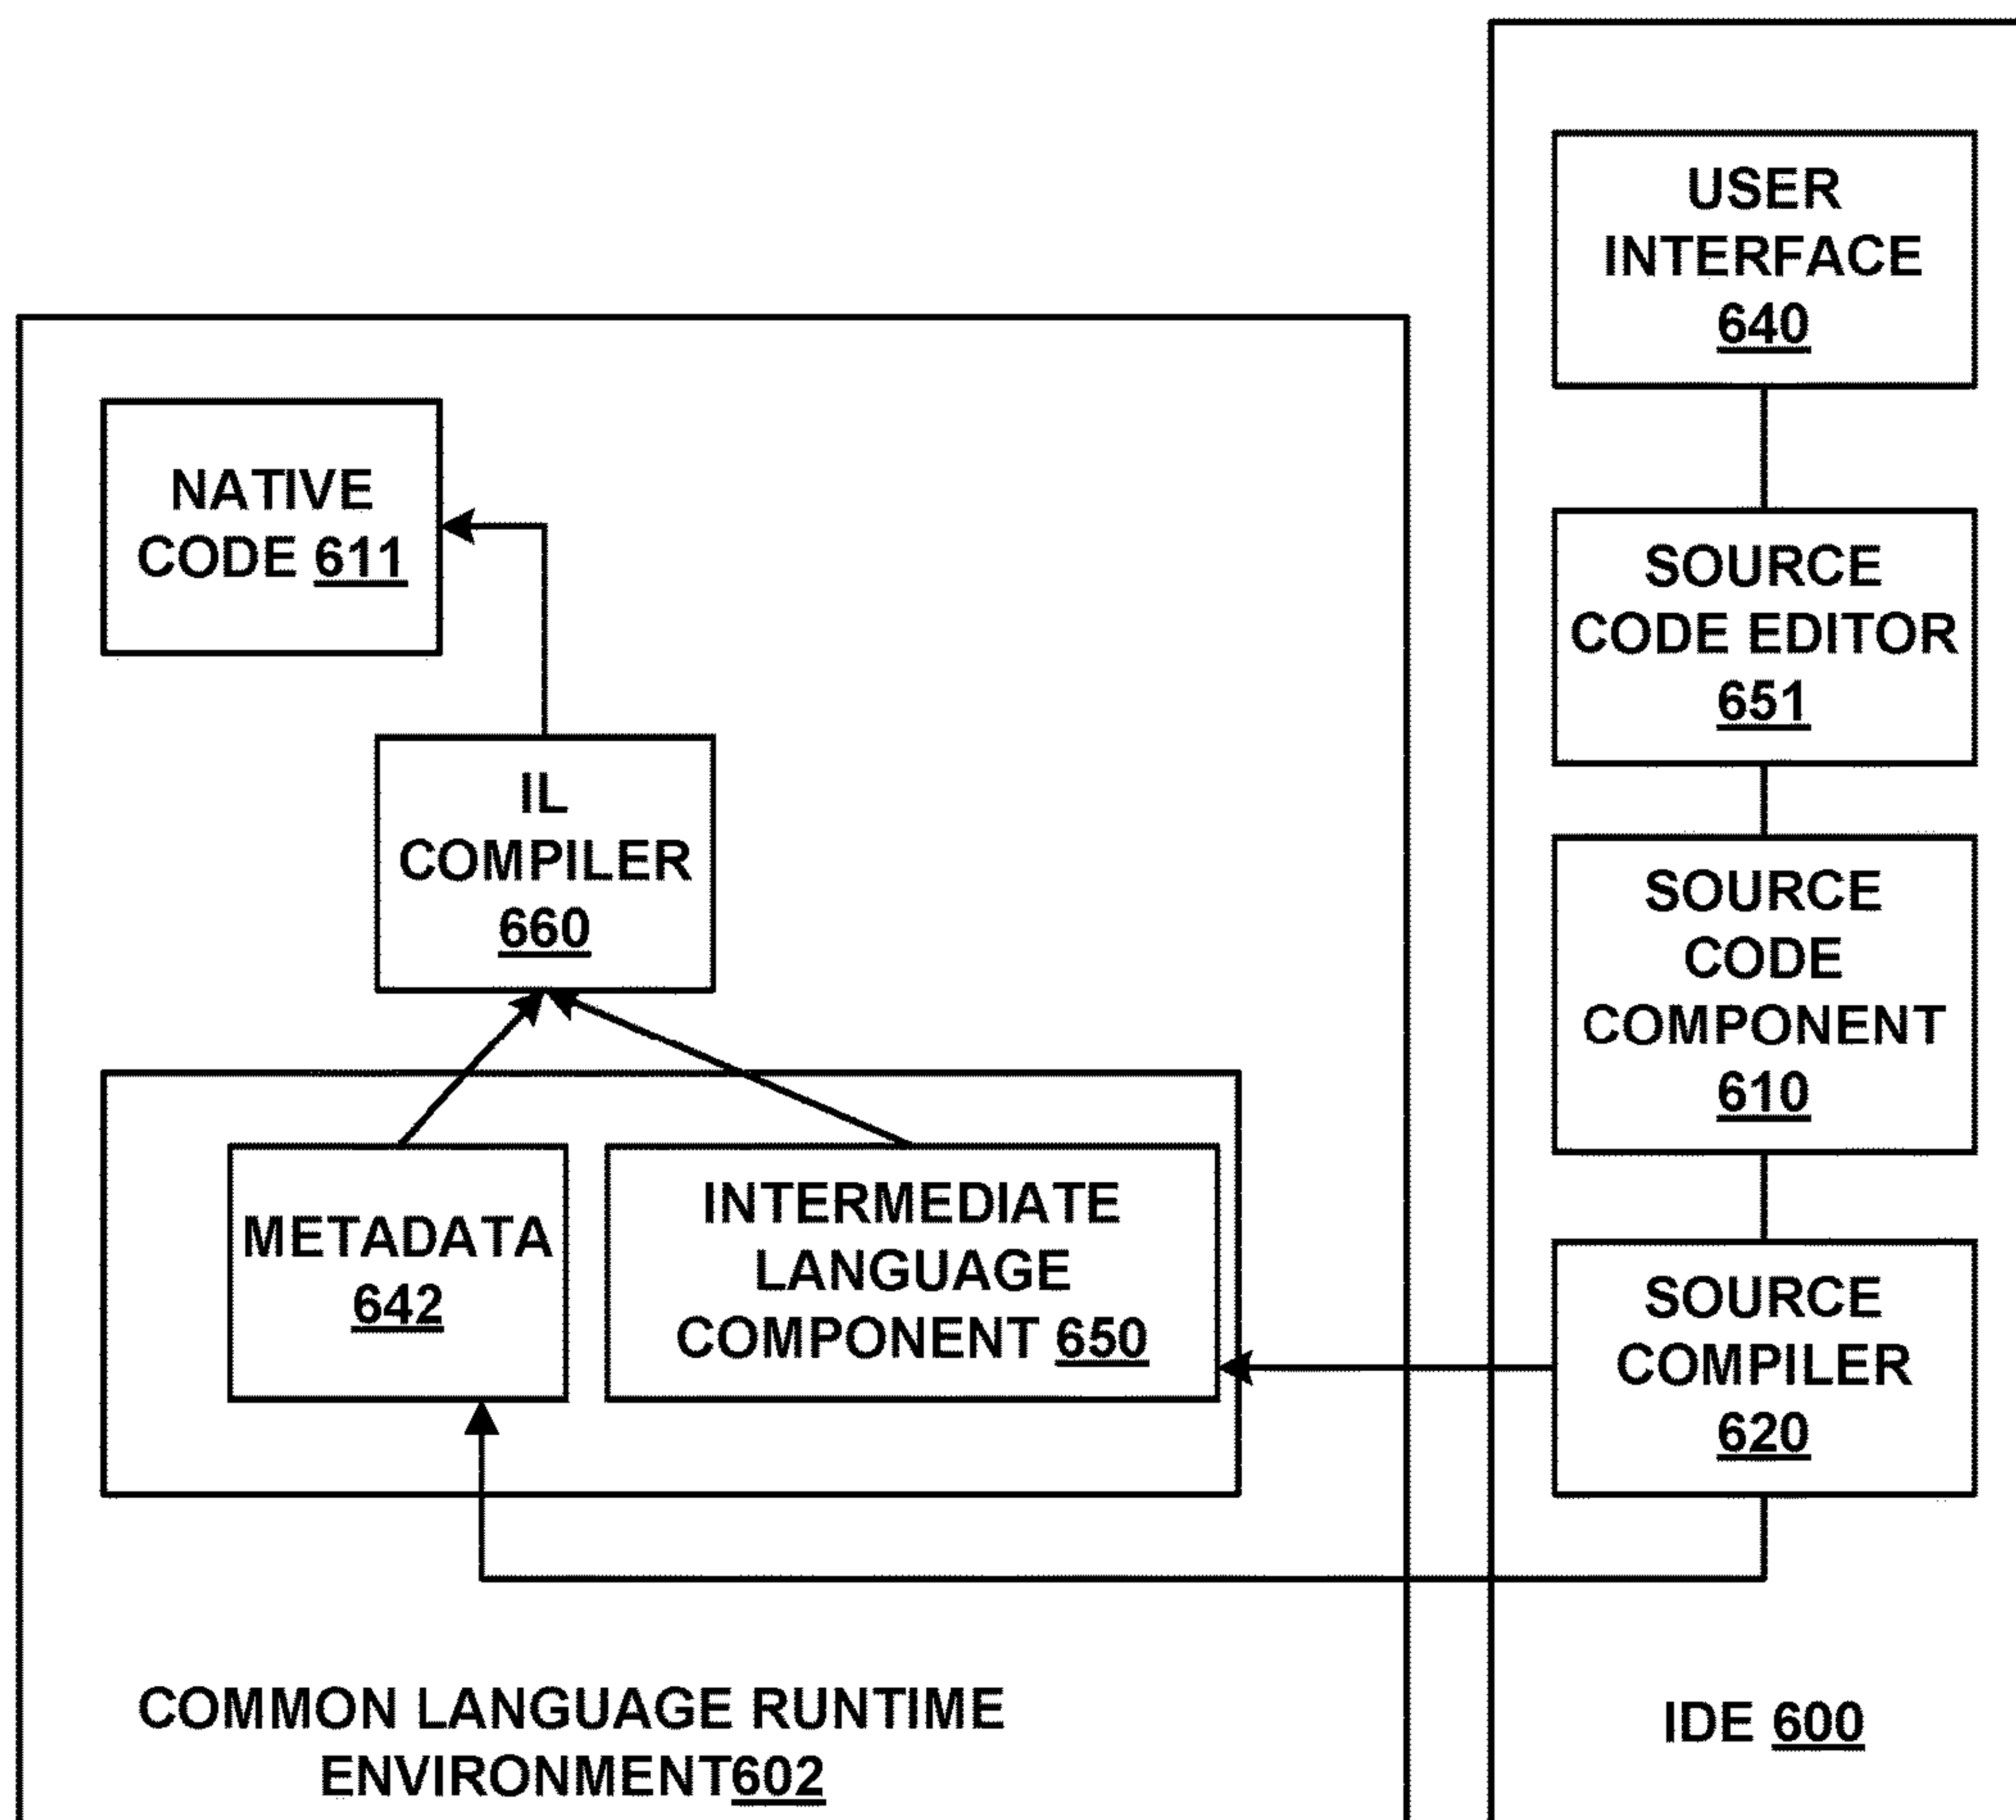 USER
INTERFACE
640
NATIVE
CODE 611
SOURCE
CODE EDITOR
651
IL
COMPILER
660
SOURCE
CODE
COMPONENT
610
METADATA
642
INTERMEDIATE
LANGUAGE
COMPONENT 650
SOURCE
COMPILER
620
COMMON LANGUAGE RUNTIME
ENVIRONMENT602
IDE 600